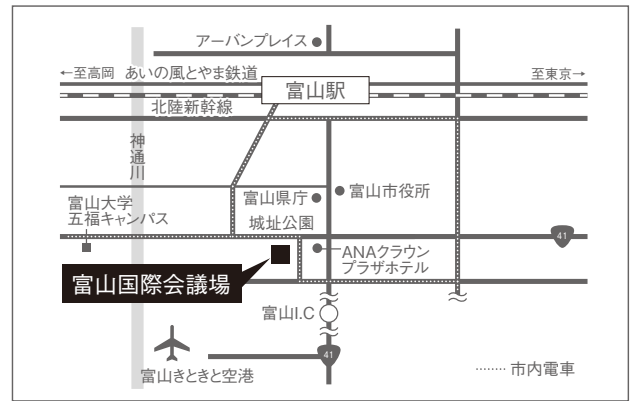 アーバンプレイス
←至高岡 あいの風とやま鉄道
至東京→
富山駅
北陸新幹線
神通川
富山大学
五福キャンパス
富山県庁
富山市役所
城址公園
41
ANAクラウン
プラザホテル
富山国際会議場
富山I.C
41
富山きときと空港
市内電車